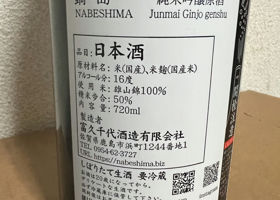 鍋島 純米吟醸原酒
NABESHIMA Junmai Ginjo genshu
品目:日本酒
原材料名:米(国産)、米麹(国産米)
アルコール分:16度
使用米:雄山錦100%
精米歩合:50%
内容量:720ml
製造者
富久千代酒造有限会社
佐賀県鹿島市浜町1244番地1
TEL 0954-62-3727
URL https://nabeshima.biz
しぼりたて生酒 要冷蔵
Instagram